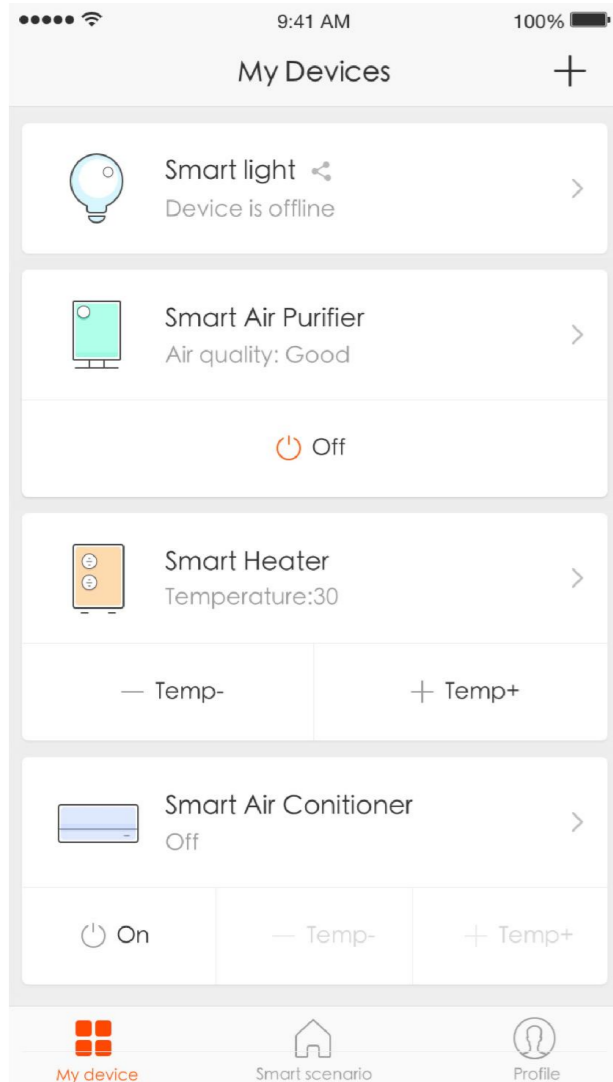 9:41 AM 100%
My Devices
Smart light
Device is offline
Smart Air Purifier
Air quality: Good
Off
Smart Heater
Temperature:30
Temp- Temp+
Smart Air Conitioner
Off
On Temp- Temp+
My device Smart scenario Profile